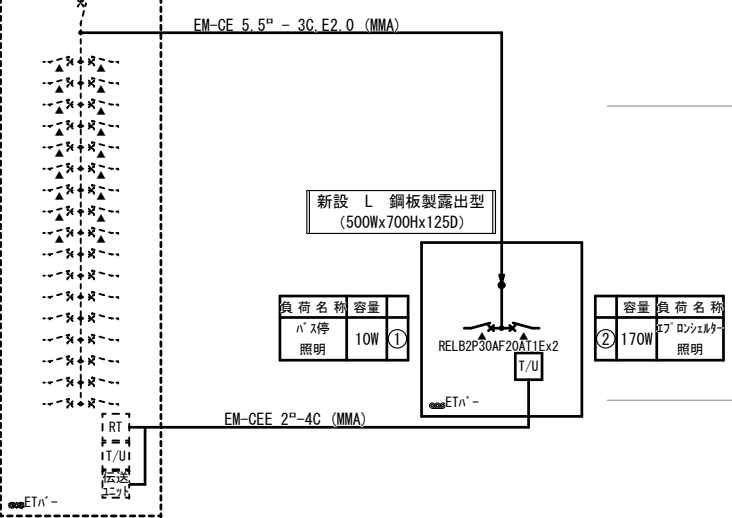 EM-CE 5.5□ - 3C,E2.0 (MMA)
新設 L 鋼板製露出型
(500Wx700Hx125D)
負荷名称 容量
バス停
照明
10W ①
RELB2P30AF20AT1Ex2
T/U
ETバー
容量 負荷名称
② 170W
エプロンシェルター
照明
EM-CEE 2□-4C (MMA)
RT
T/U
伝送
ユニット
ETバー